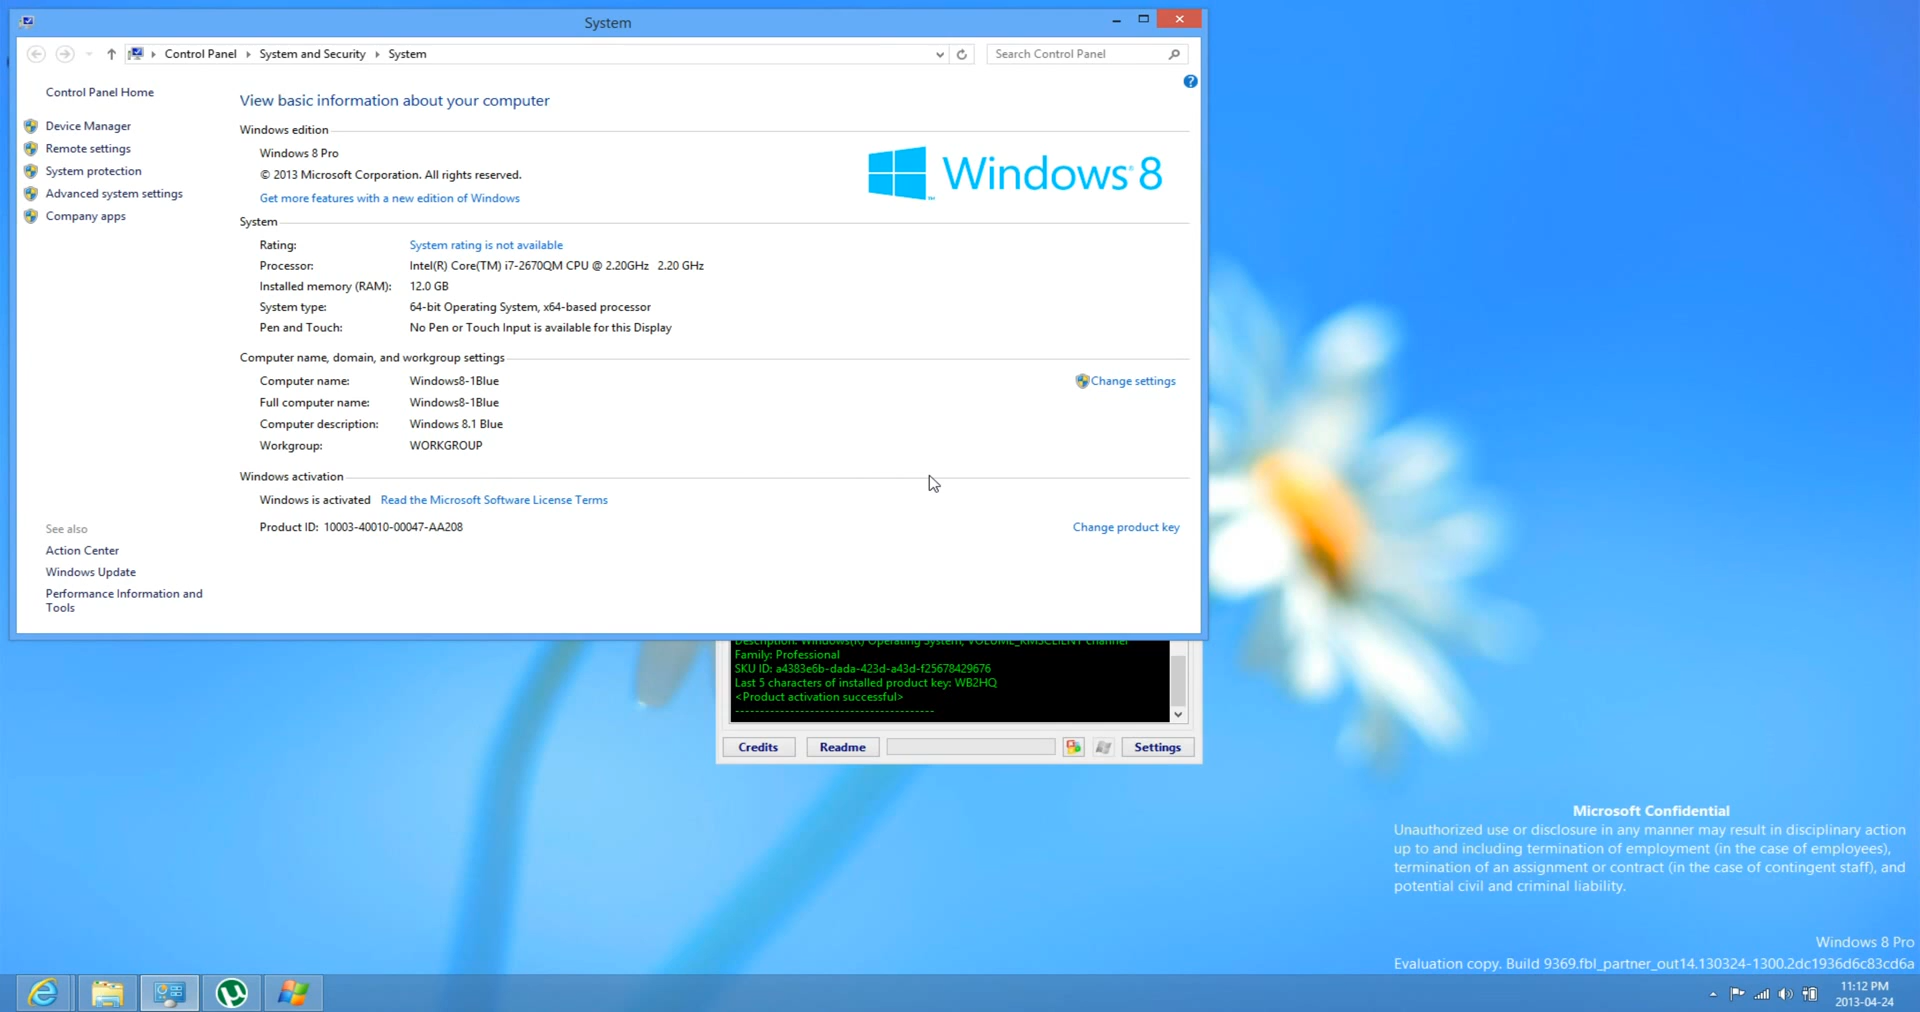 System
Control Panel ▸ System and Security ▸ System
Search Control Panel
Control Panel Home
Device Manager
Remote settings
System protection
Advanced system settings
Company apps
See also
Action Center
Windows Update
Performance Information and
Tools
View basic information about your computer
Windows edition
Windows 8 Pro
© 2013 Microsoft Corporation. All rights reserved.
Get more features with a new edition of Windows
Windows 8
System
Rating: System rating is not available
Processor: Intel(R) Core(TM) i7-2670QM CPU @ 2.20GHz 2.20 GHz
Installed memory (RAM): 12.0 GB
System type: 64-bit Operating System, x64-based processor
Pen and Touch: No Pen or Touch Input is available for this Display
Computer name, domain, and workgroup settings
Computer name: Windows8-1Blue
Change settings
Full computer name: Windows8-1Blue
Computer description: Windows 8.1 Blue
Workgroup: WORKGROUP
Windows activation
Windows is activated Read the Microsoft Software License Terms
Product ID: 10003-40010-00047-AA208
Change product key
Description: Windows(R) Operating System, VOLUME_KMSCLIENT channel
Family: Professional
SKU ID: a4383e6b-dada-423d-a43d-f25678429676
Last 5 characters of installed product key: WB2HQ
<Product activation successful>
----------------------------------------
Credits Readme Settings
Microsoft Confidential
Unauthorized use or disclosure in any manner may result in disciplinary action
up to and including termination of employment (in the case of employees),
termination of an assignment or contract (in the case of contingent staff), and
potential civil and criminal liability.
Windows 8 Pro
Evaluation copy. Build 9369.fbl_partner_out14.130324-1300.2dc1936d6c83cd6a
11:12 PM
2013-04-24